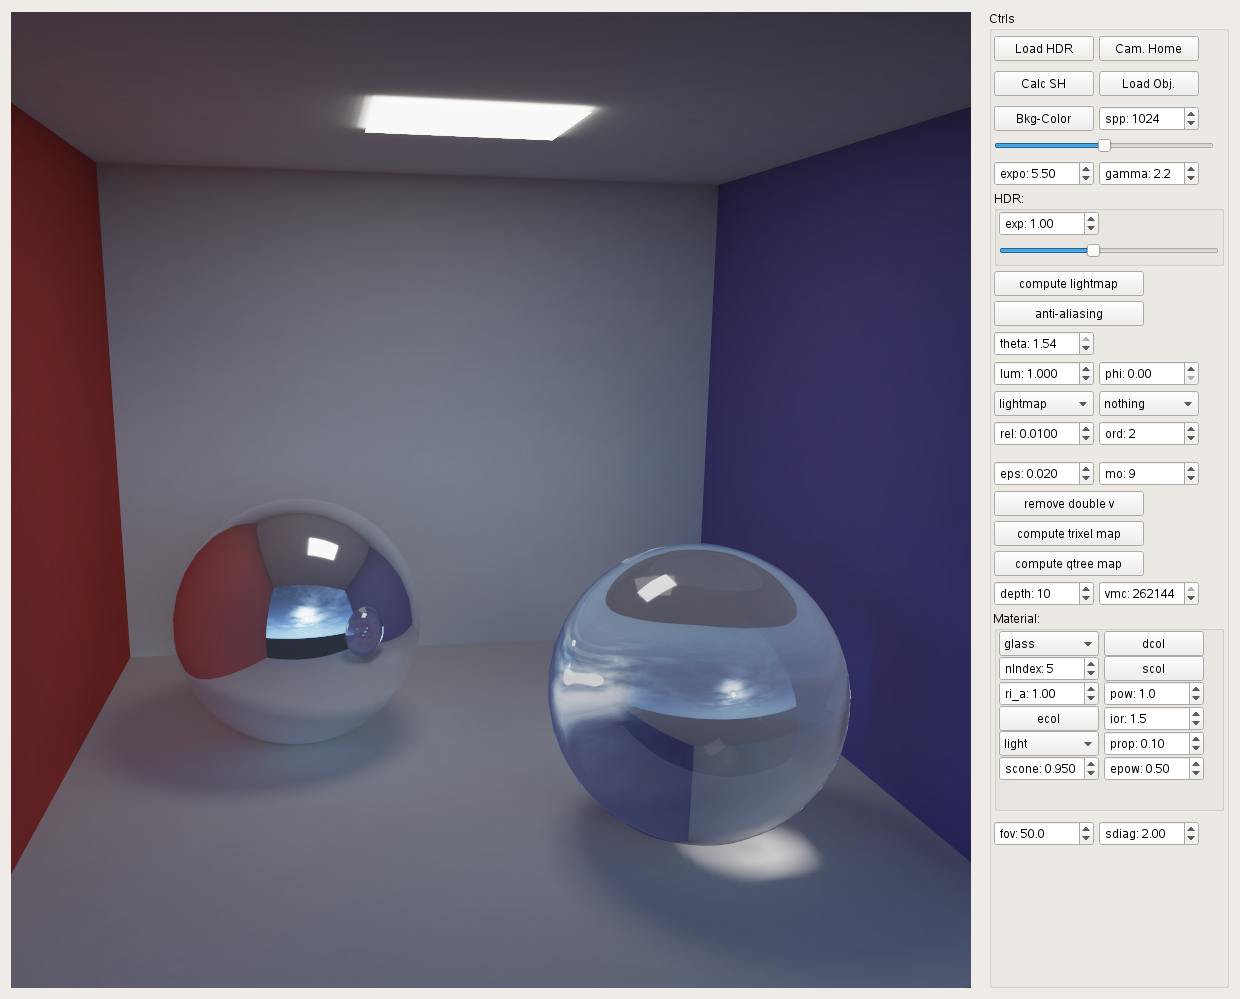 Ctrls
Load HDR Cam. Home
Calc SH Load Obj.
Bkg-Color spp: 1024
expo: 5.50 gamma: 2.2
HDR:
exp: 1.00
compute lightmap
anti-aliasing
theta: 1.54
lum: 1.000 phi: 0.00
lightmap nothing
rel: 0.0100 ord: 2
eps: 0.020 mo: 9
remove double v
compute trixel map
compute qtree map
depth: 10 vmc: 262144
Material:
glass dcol
nIndex: 5 scol
ri_a: 1.00 pow: 1.0
ecol ior: 1.5
light prop: 0.10
scone: 0.950 epow: 0.50
fov: 50.0 sdiag: 2.00